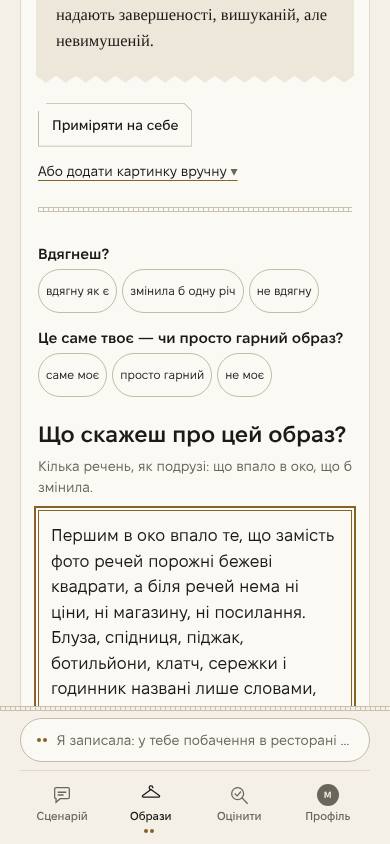 надають завершеності, вишуканій, але
невимушеній.
Приміряти на себе
Або додати картинку вручну ▾
Вдягнеш?
вдягну як є
змінила б одну річ
не вдягну
Це саме твоє — чи просто гарний образ?
саме моє
просто гарний
не моє
Що скажеш про цей образ?
Кілька речень, як подрузі: що впало в око, що б
змінила.
Першим в око впало те, що замість
фото речей порожні бежеві
квадрати, а біля речей нема ні
ціни, ні магазину, ні посилання.
Блуза, спідниця, піджак,
ботильйони, клатч, сережки і
годинник названі лише словами,
Я записала: у тебе побачення в ресторані ...
Сценарій
Образи
Оцінити
М
Профіль